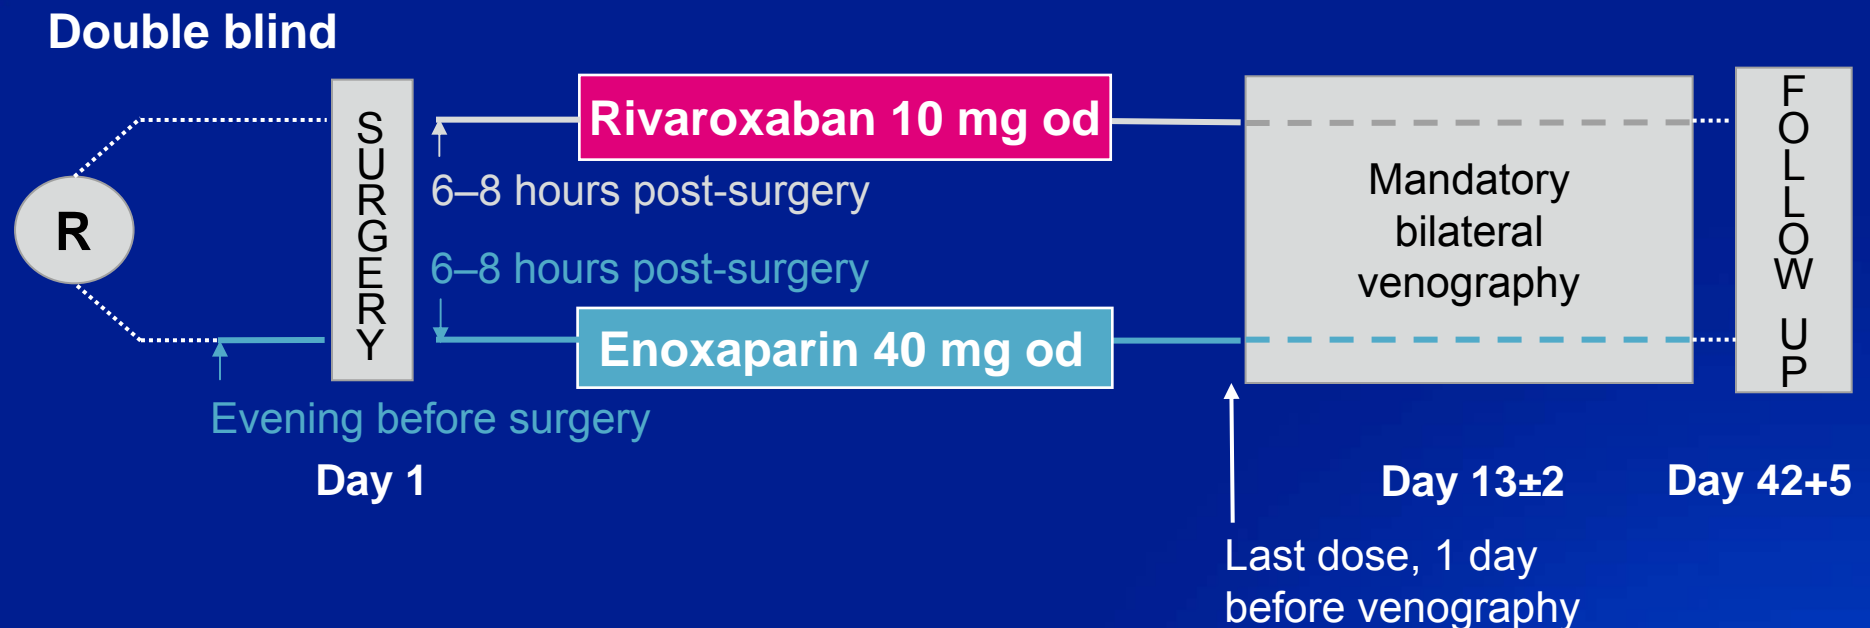 Double blind
R
SURGERY
Rivaroxaban 10 mg od
6–8 hours post-surgery
6–8 hours post-surgery
Enoxaparin 40 mg od
Evening before surgery
Mandatory
bilateral
venography
FOLLOW UP
Day 1
Day 13±2
Day 42+5
Last dose, 1 day
before venography